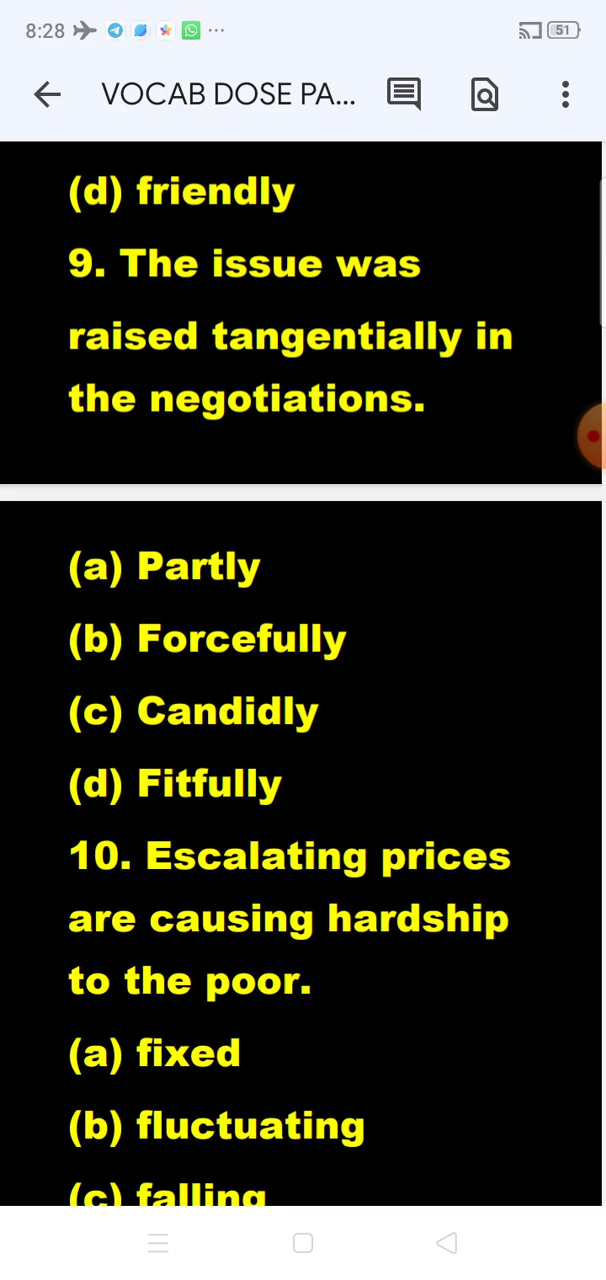 8:28
51
VOCAB DOSE PA...
(d) friendly
9. The issue was
raised tangentially in
the negotiations.
(a) Partly
(b) Forcefully
(c) Candidly
(d) Fitfully
10. Escalating prices
are causing hardship
to the poor.
(a) fixed
(b) fluctuating
(c) falling